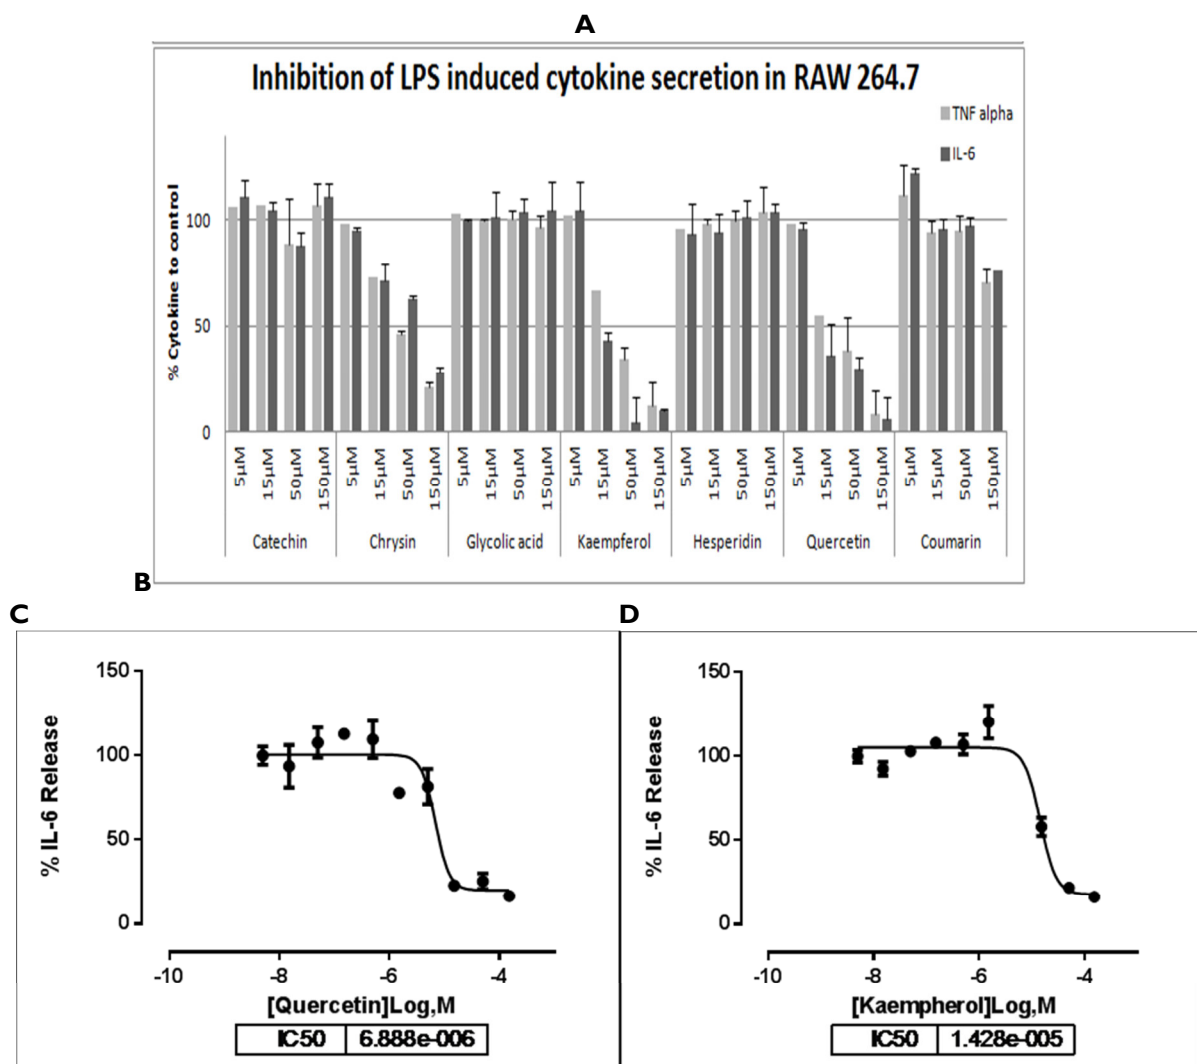 A
Inhibition of LPS induced cytokine secretion in RAW 264.7
TNF alpha
IL-6
% Cytokine to control
100
50
0
5µM 15µM 50µM 150µM 5µM 15µM 50µM 150µM 5µM 15µM 50µM 150µM 5µM 15µM 50µM 150µM 5µM 15µM 50µM 150µM 5µM 15µM 50µM 150µM 5µM 15µM 50µM 150µM
Catechin Chrysin Glycolic acid Kaempferol Hesperidin Quercetin Coumarin
B
C
% IL-6 Release
150
100
50
0
-10 -8 -6 -4
[Quercetin]Log,M
IC50 6.888e-006
D
% IL-6 Release
150
100
50
0
-10 -8 -6 -4
[Kaempherol]Log,M
IC50 1.428e-005